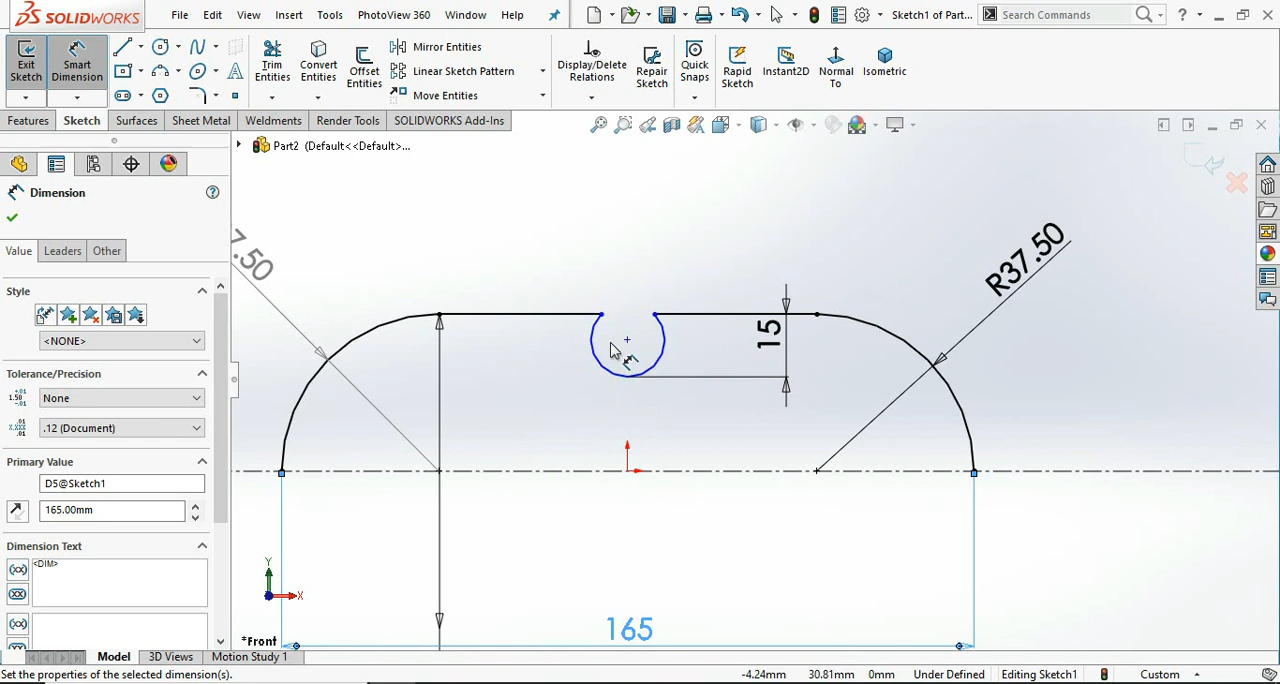 SOLIDWORKS File Edit View Insert Tools PhotoView 360 Window Help Sketch1 of Part... Search Commands ?
Exit Sketch
Smart Dimension
Trim Entities
Convert Entities
Offset Entities
Mirror Entities
Linear Sketch Pattern
Move Entities
Display/Delete Relations
Repair Sketch
Quick Snaps
Rapid Sketch
Instant2D
Normal To
Isometric
Features Sketch Surfaces Sheet Metal Weldments Render Tools SOLIDWORKS Add-Ins
Part2 (Default<<Default>...
Dimension
Value Leaders Other
Style
<NONE>
Tolerance/Precision
None
.12 (Document)
Primary Value
D5@Sketch1
165.00mm
Dimension Text
<DIM>
7.50
R37.50
15
165
Y
X
*Front
Model 3D Views Motion Study 1
Set the properties of the selected dimension(s). -4.24mm 30.81mm 0mm Under Defined Editing Sketch1 Custom